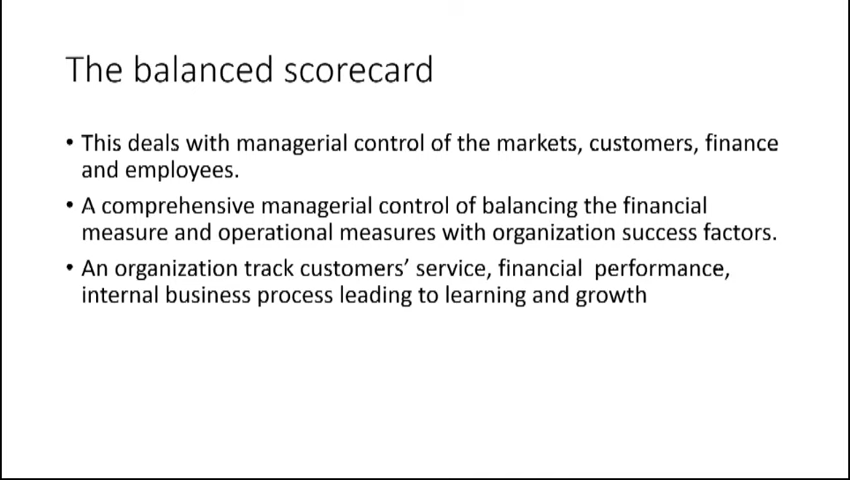 The balanced scorecard
• This deals with managerial control of the markets, customers, finance
and employees.
• A comprehensive managerial control of balancing the financial
measure and operational measures with organization success factors.
• An organization track customers’ service, financial  performance,
internal business process leading to learning and growth